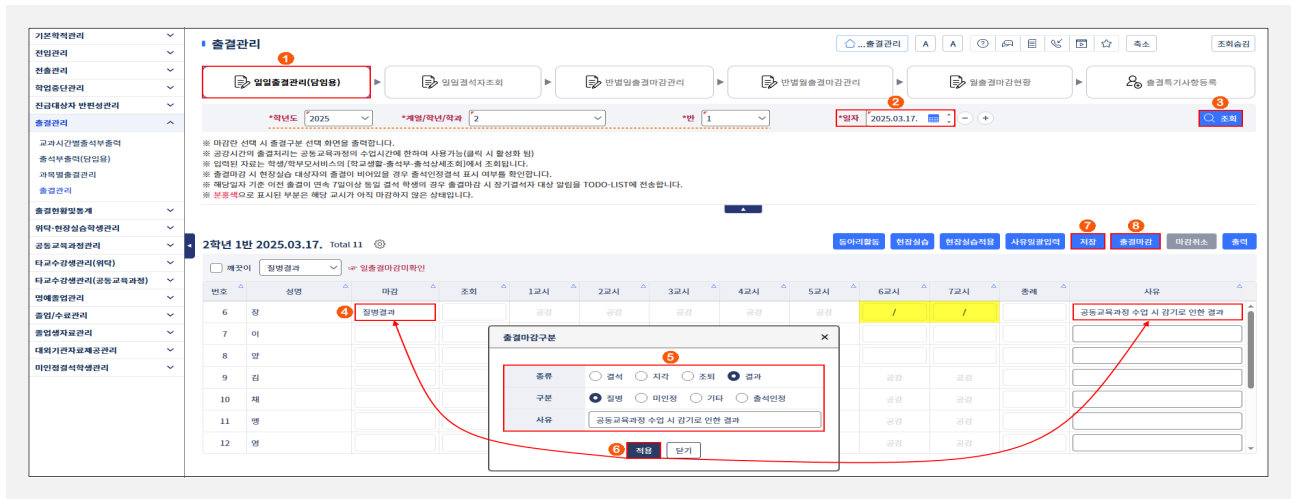 기본학적관리
전입관리
전출관리
학업중단관리
진급대상자 반편성관리
출결관리
교과시간별출석부출력
출석부출력(담임용)
과목별출결관리
출결관리
출결현황및통계
위탁·현장실습학생관리
공동교육과정관리
타교수강생관리(위탁)
타교수강생관리(공동교육과정)
명예졸업관리
졸업/수료관리
졸업생자료관리
대외기관자료제공관리
미인정결석학생관리
출결관리
...출결관리 A A 축소 조회숨김
1
일일출결관리(담임용) 일일결석자조회 반별일출결마감관리 반별월출결마감관리 월출결마감현황 출결특기사항등록
2 3
*학년도 2025 *계열/학년/학과 2 *반 1 *일자 2025.03.17. 조회
※ 마감란 선택 시 출결구분 선택 화면을 출력합니다.
※ 공강시간의 출결처리는 공동교육과정의 수업시간에 한하여 사용가능(클릭 시 활성화 됨)
※ 입력된 자료는 학생/학부모서비스의 [학교생활-출석부-출석상세조회]에서 조회됩니다.
※ 출결마감 시 현장실습 대상자의 출결이 비어있을 경우 출석인정결석 표시 여부를 확인합니다.
※ 해당일자 기준 이전 출결이 연속 7일이상 동일 결석 학생의 경우 출결마감 시 장기결석자 대상 알림을 TODO-LIST에 전송합니다.
※ 분홍색으로 표시된 부분은 해당 교시가 아직 마감하지 않은 상태입니다.
7 8
2학년 1반 2025.03.17. Total 11 동아리활동 현장실습 현장실습적용 사유일괄입력 저장 출결마감 마감취소 출력
깨끗이 질병결과 ☞ 일출결마감미확인
번호 성명 마감 조회 1교시 2교시 3교시 4교시 5교시 6교시 7교시 종례 사유
6 장 4 질병결과 공강 공강 공강 공강 공강 / / 공동교육과정 수업 시 감기로 인한 결과
7 이
8 양
9 김 공강 공강
10 채 공강 공강
11 맹 공강 공강
12 명 공강 공강
출결마감구분
5
종류 결석 지각 조퇴 결과
구분 질병 미인정 기타 출석인정
사유 공동교육과정 수업 시 감기로 인한 결과
6 적용 닫기